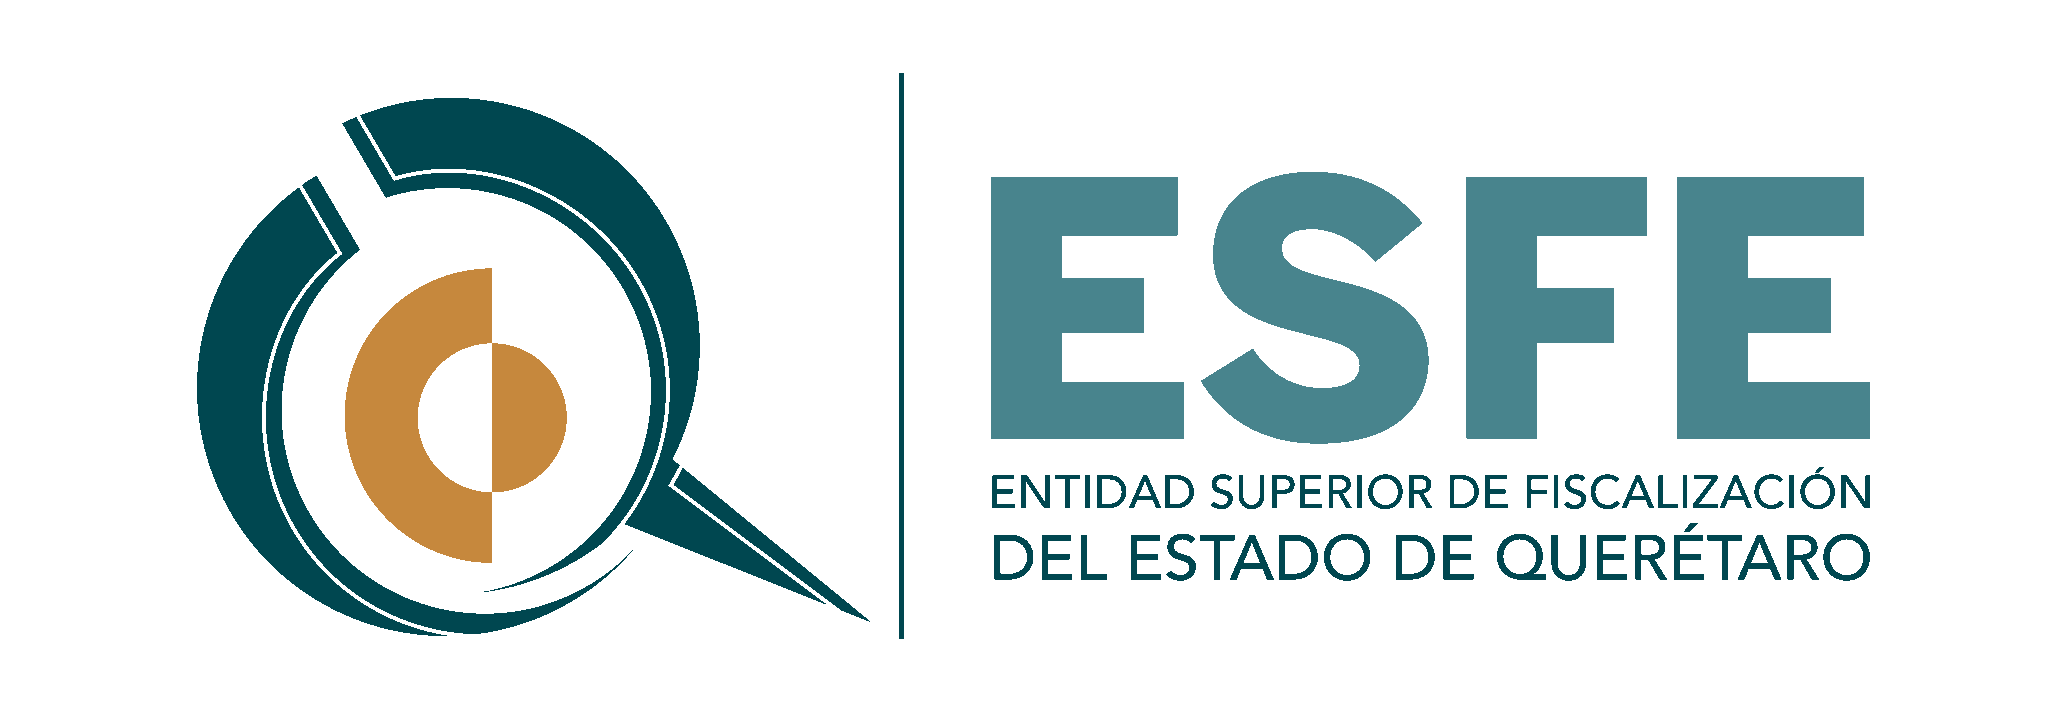 ESFE
ENTIDAD SUPERIOR DE FISCALIZACIÓN
DEL ESTADO DE QUERÉTARO